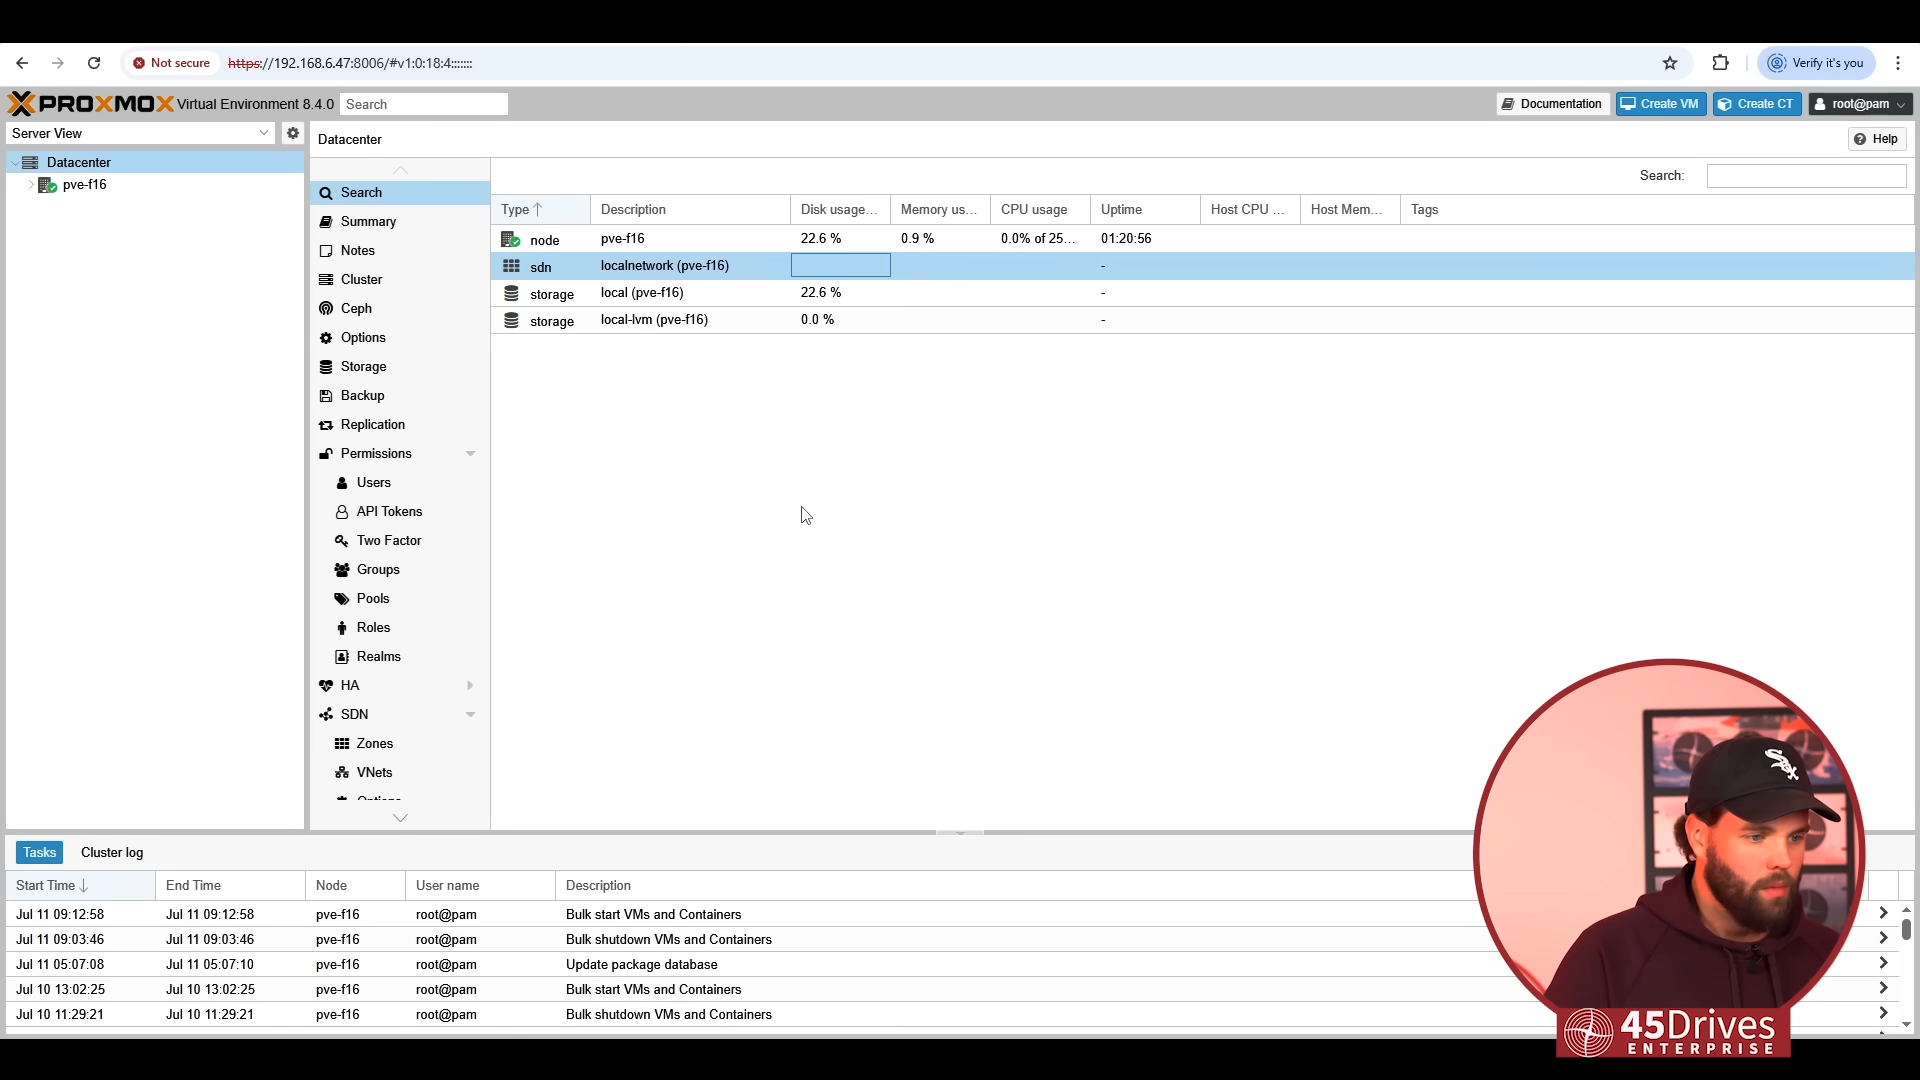 Not secure https://192.168.6.47:8006/#v1:0:18:4::::::: Verify it's you
PROXMOX Virtual Environment 8.4.0 Search Documentation Create VM Create CT root@pam
Server View
Datacenter Help
Datacenter
pve-f16
Search:
Search
Summary
Notes
Cluster
Ceph
Options
Storage
Backup
Replication
Permissions
Users
API Tokens
Two Factor
Groups
Pools
Roles
Realms
HA
SDN
Zones
VNets
Options
Type Description Disk usage... Memory us... CPU usage Uptime Host CPU ... Host Mem... Tags
node pve-f16 22.6 % 0.9 % 0.0% of 25... 01:20:56
sdn localnetwork (pve-f16) -
storage local (pve-f16) 22.6 % -
storage local-lvm (pve-f16) 0.0 % -
Tasks Cluster log
Start Time End Time Node User name Description
Jul 11 09:12:58 Jul 11 09:12:58 pve-f16 root@pam Bulk start VMs and Containers
Jul 11 09:03:46 Jul 11 09:03:46 pve-f16 root@pam Bulk shutdown VMs and Containers
Jul 11 05:07:08 Jul 11 05:07:10 pve-f16 root@pam Update package database
Jul 10 13:02:25 Jul 10 13:02:25 pve-f16 root@pam Bulk start VMs and Containers
Jul 10 11:29:21 Jul 10 11:29:21 pve-f16 root@pam Bulk shutdown VMs and Containers
Sox
45Drives
ENTERPRISE